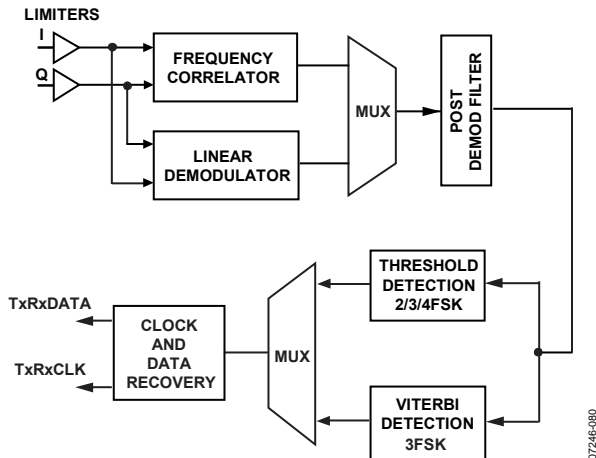 LIMITERS
I
Q
FREQUENCY
CORRELATOR
LINEAR
DEMODULATOR
MUX
POST
DEMOD FILTER
THRESHOLD
DETECTION
2/3/4FSK
VITERBI
DETECTION
3FSK
MUX
CLOCK
AND
DATA
RECOVERY
TxRxDATA
TxRxCLK
07246-080